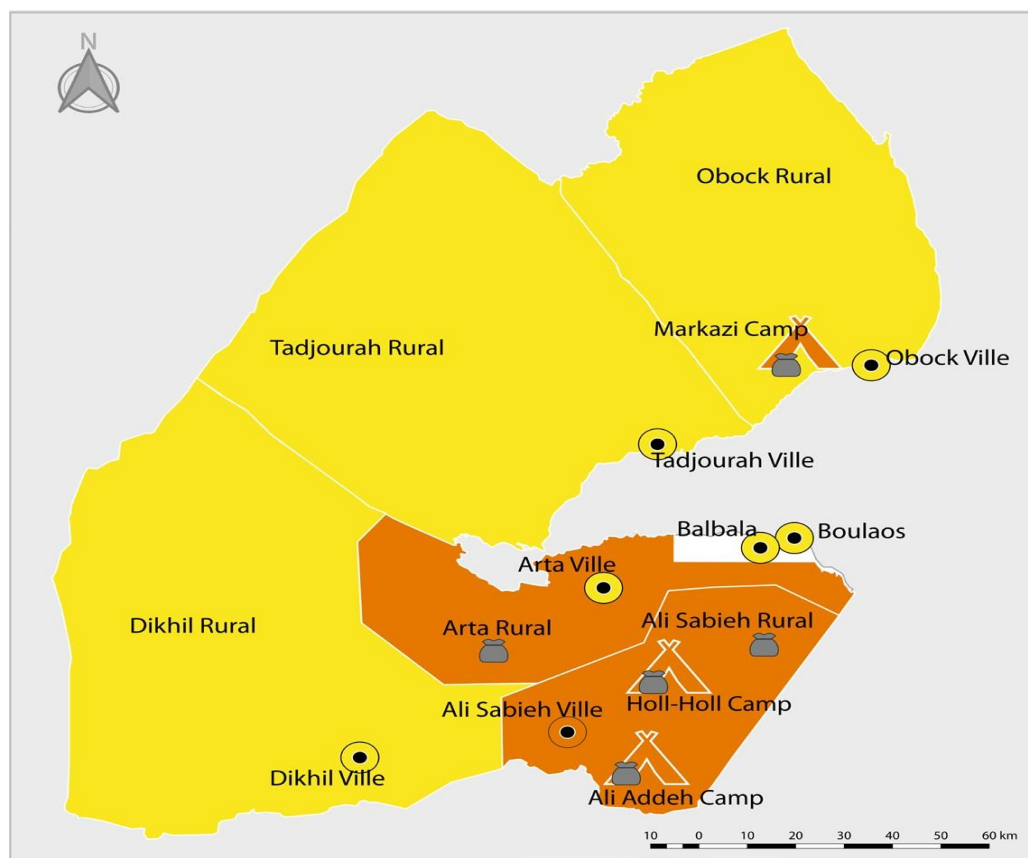 N
Obock Rural
Markazi Camp
Tadjourah Rural
Obock Ville
Tadjourah Ville
Balbala
Boulaos
Arta Ville
Dikhil Rural
Arta Rural
Ali Sabieh Rural
Ali Sabieh Ville
Holl-Holl Camp
Dikhil Ville
Ali Addeh Camp
10 0 10 20 30 40 50 60 km